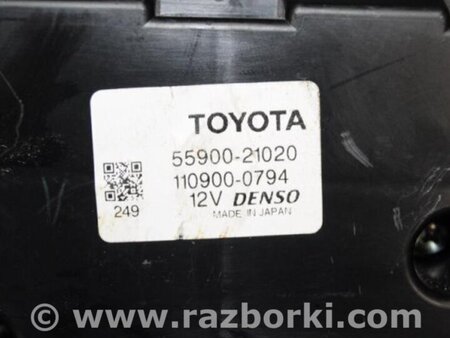 TOYOTA
55900-21020
110900-0794
12V DENSO
MADE IN JAPAN
249
© www.razborki.com